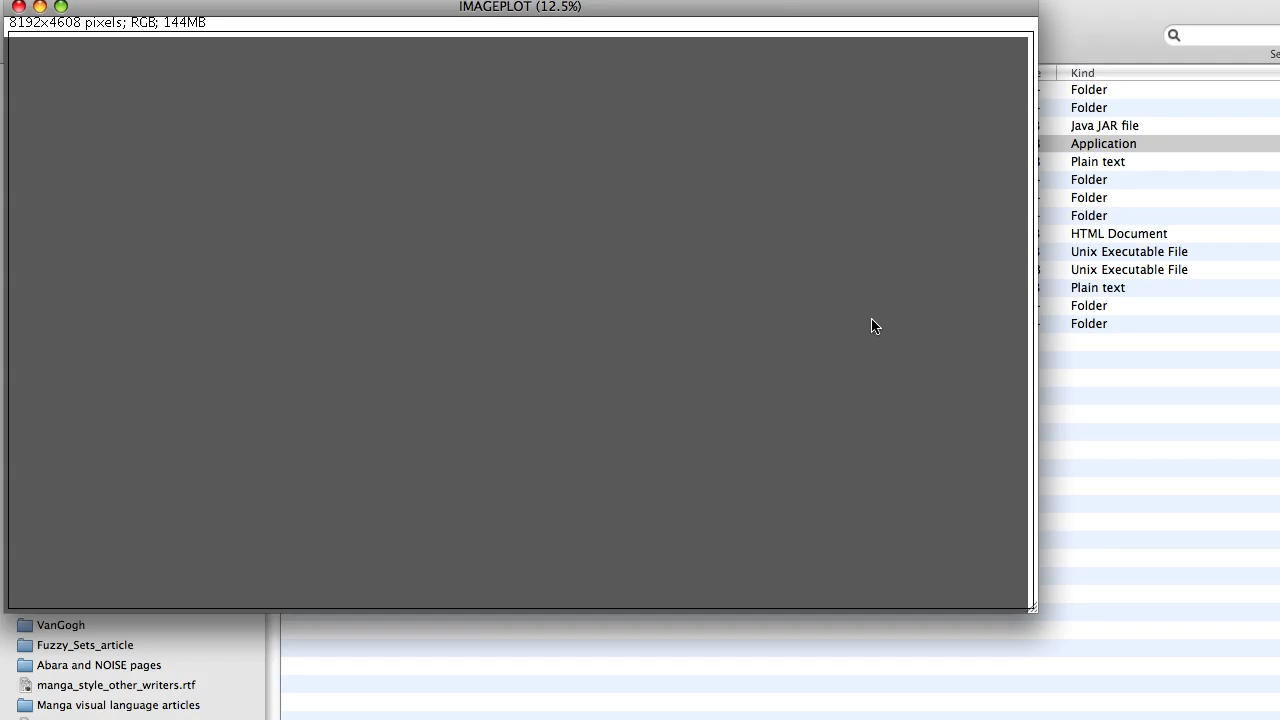 IMAGEPLOT (12.5%)
8192x4608 pixels; RGB; 144MB
Kind
Folder
Folder
Java JAR file
Application
Plain text
Folder
Folder
Folder
HTML Document
Unix Executable File
Unix Executable File
Plain text
Folder
Folder
VanGogh
Fuzzy_Sets_article
Abara and NOISE pages
manga_style_other_writers.rtf
Manga visual language articles